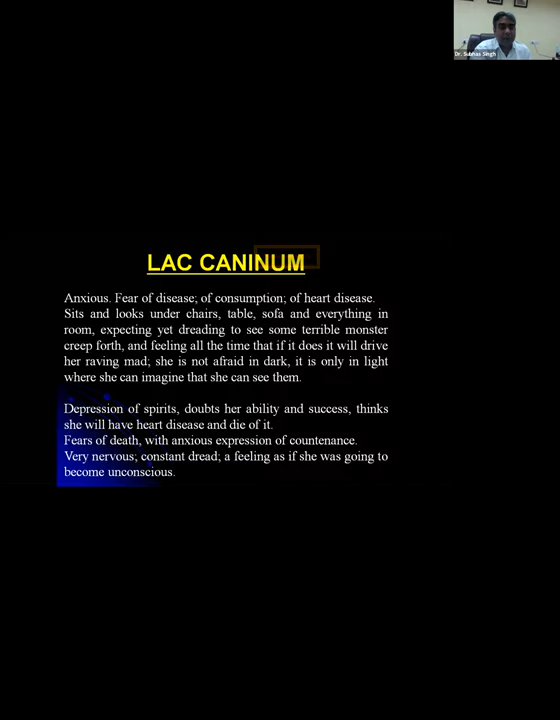 Dr. Subhas Singh
LAC CANINUM
Anxious. Fear of disease; of consumption; of heart disease.
Sits and looks under chairs, table, sofa and everything in
room, expecting yet dreading to see some terrible monster
creep forth, and feeling all the time that if it does it will drive
her raving mad; she is not afraid in dark, it is only in light
where she can imagine that she can see them.
Depression of spirits, doubts her ability and success, thinks
she will have heart disease and die of it.
Fears of death, with anxious expression of countenance.
Very nervous; constant dread; a feeling as if she was going to
become unconscious.